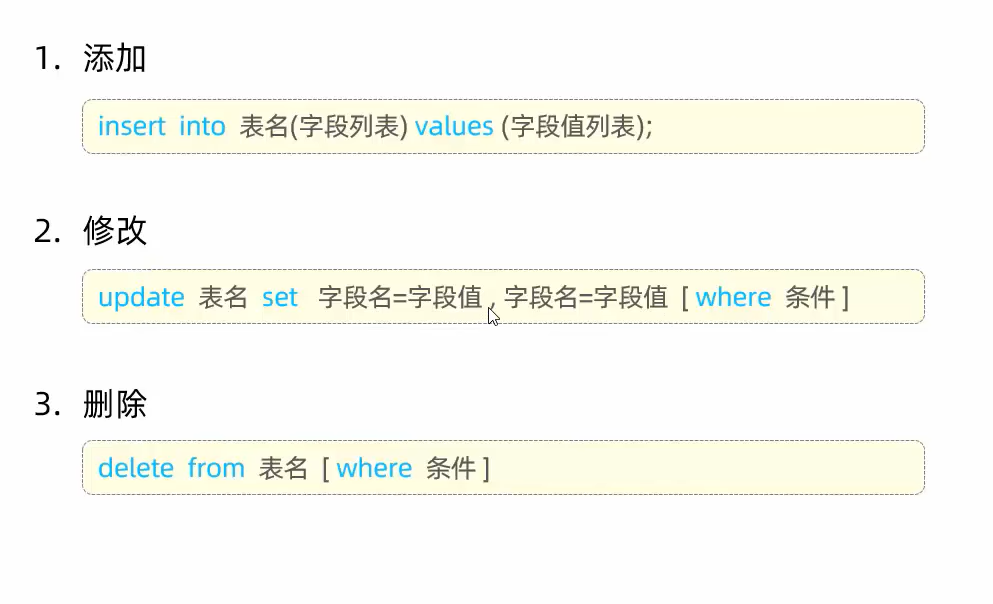 1. 添加
insert into 表名(字段列表) values (字段值列表);
2. 修改
update 表名 set 字段名=字段值 , 字段名=字段值 [ where 条件 ]
3. 删除
delete from 表名 [ where 条件 ]